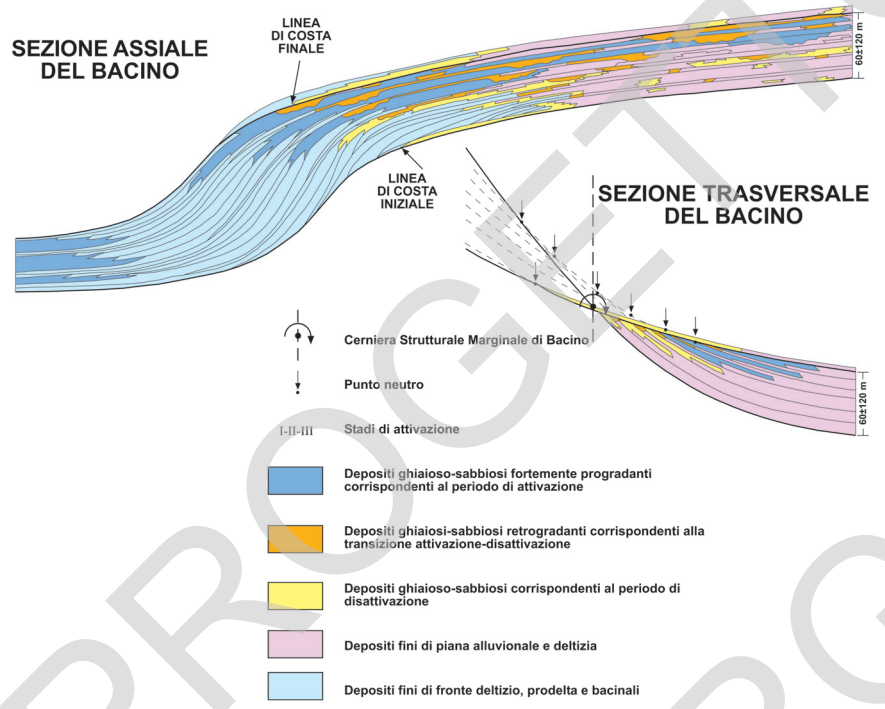 SEZIONE ASSIALE
DEL BACINO
LINEA
DI COSTA
FINALE
60±120 m
LINEA
DI COSTA
INIZIALE
SEZIONE TRASVERSALE
DEL BACINO
60±120 m
Cerniera Strutturale Marginale di Bacino
Punto neutro
I-II-III Stadi di attivazione
Depositi ghiaioso-sabbiosi fortemente progradanti
corrispondenti al periodo di attivazione
Depositi ghiaiosi-sabbiosi retrogradanti corrispondenti alla
transizione attivazione-disattivazione
Depositi ghiaioso-sabbiosi corrispondenti al periodo di
disattivazione
Depositi fini di piana alluvionale e deltizia
Depositi fini di fronte deltizio, prodelta e bacinali
PROGETTO